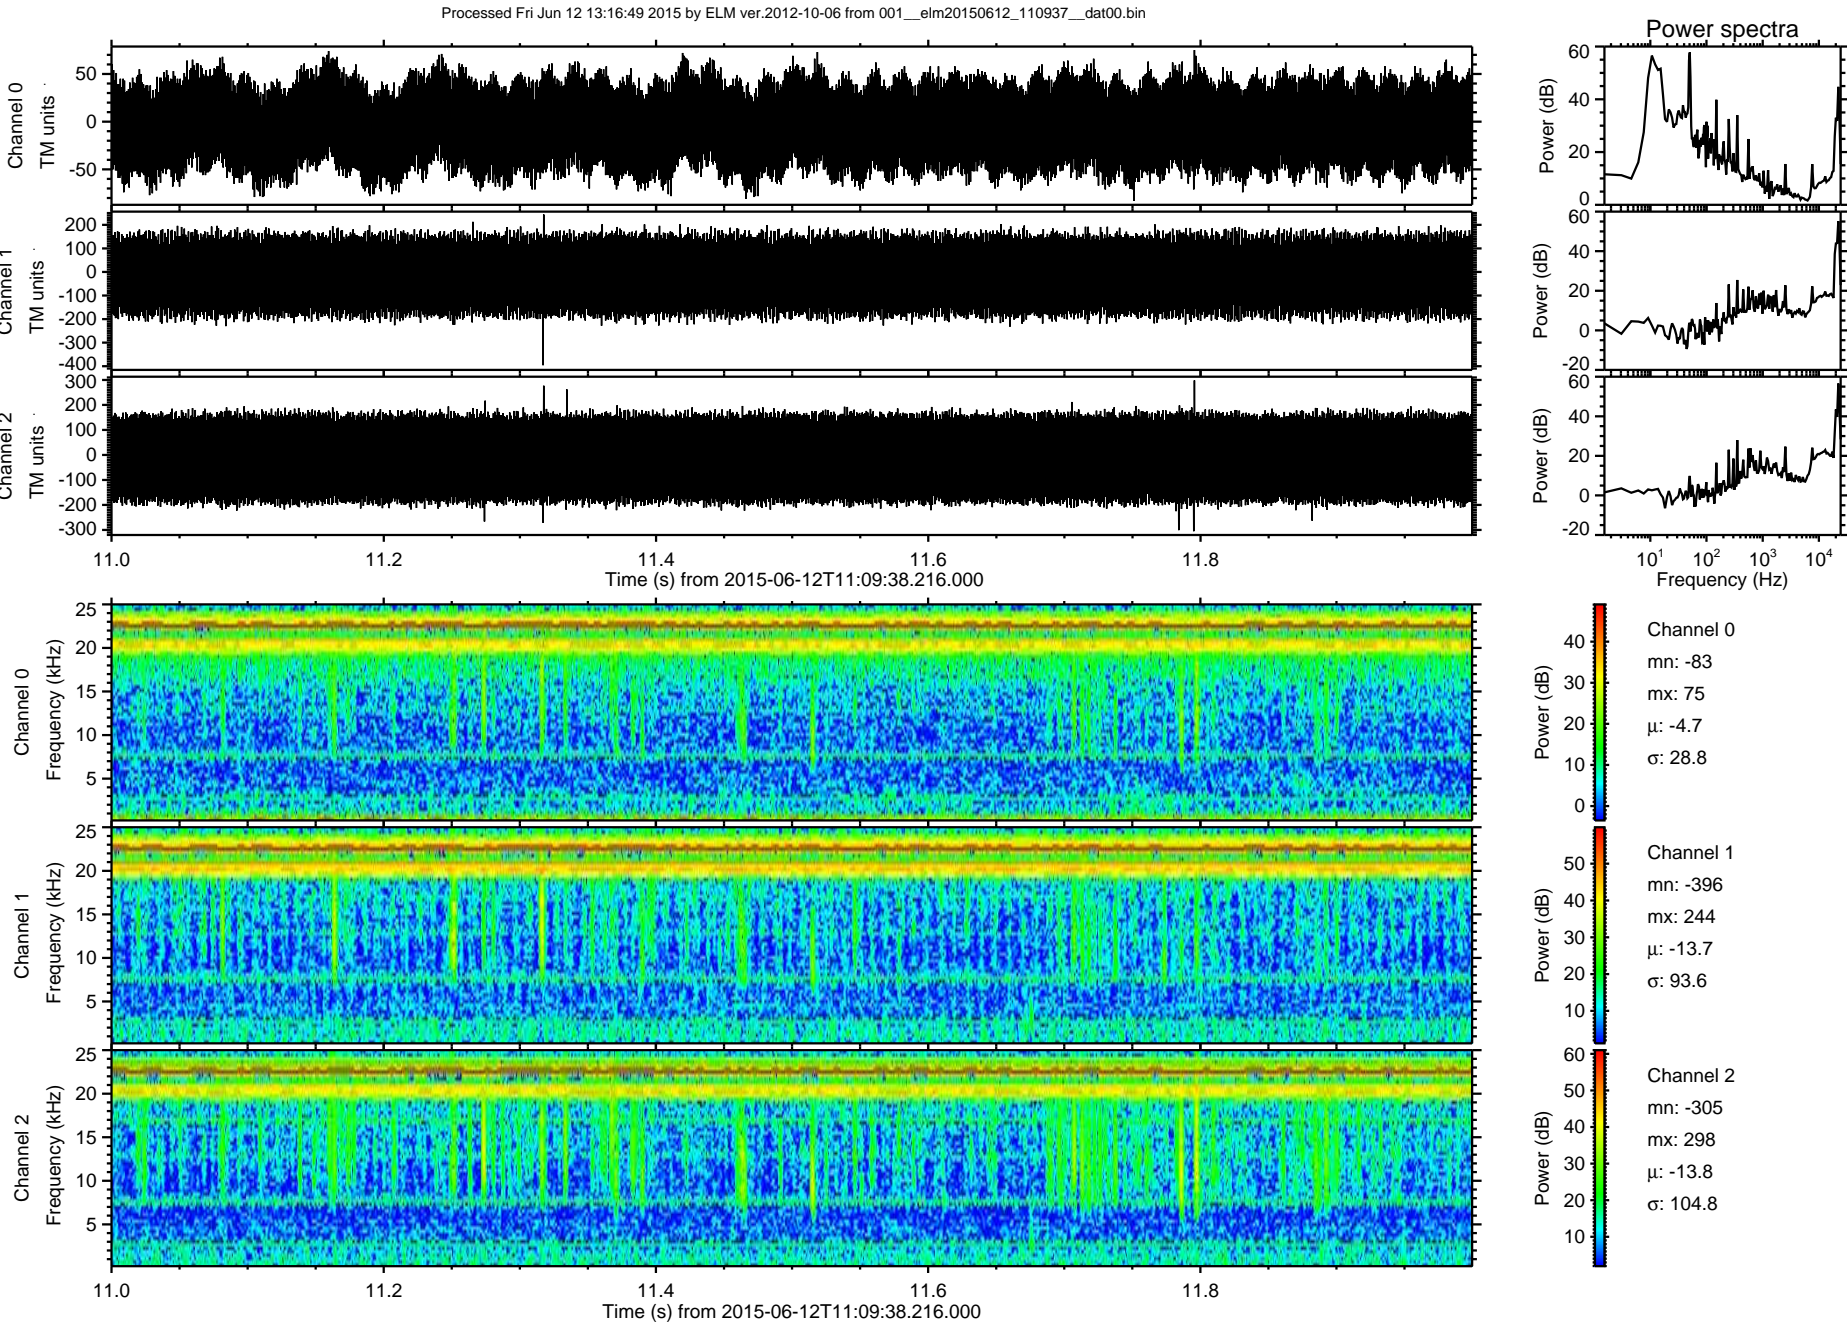 Processed Fri Jun 12 13:16:49 2015 by ELM ver.2012-10-06 from 001__elm20150612_110937__dat00.bin
Power spectra
Channel 0
TM units
50
0
-50
Power (dB)
60
40
20
0
Channel 1
TM units
200
100
0
-100
-200
-300
-400
Power (dB)
60
40
20
0
-20
Channel 2
TM units
300
200
100
0
-100
-200
-300
Power (dB)
60
40
20
0
-20
11.0 11.2 11.4 11.6 11.8
Time (s) from 2015-06-12T11:09:38.216.000
10¹ 10² 10³ 10⁴
Frequency (Hz)
Channel 0
Frequency (kHz)
25
20
15
10
5
Power (dB)
40
30
20
10
0
Channel 0
mn: -83
mx: 75
μ: -4.7
σ: 28.8
Channel 1
Frequency (kHz)
25
20
15
10
5
Power (dB)
50
40
30
20
10
Channel 1
mn: -396
mx: 244
μ: -13.7
σ: 93.6
Channel 2
Frequency (kHz)
25
20
15
10
5
Power (dB)
60
50
40
30
20
10
Channel 2
mn: -305
mx: 298
μ: -13.8
σ: 104.8
11.0 11.2 11.4 11.6 11.8
Time (s) from 2015-06-12T11:09:38.216.000